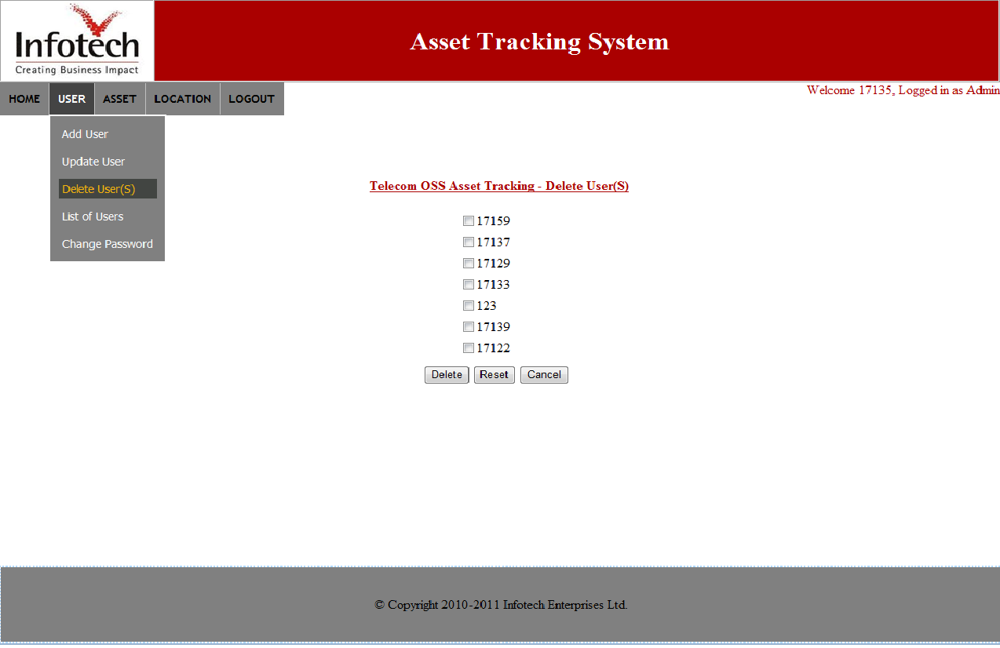 Infotech
Creating Business Impact
Asset Tracking System
HOME USER ASSET LOCATION LOGOUT
Welcome 17135, Logged in as Admin
Add User
Update User
Delete User(S)
List of Users
Change Password
Telecom OSS Asset Tracking - Delete User(S)
17159
17137
17129
17133
123
17139
17122
Delete Reset Cancel
© Copyright 2010-2011 Infotech Enterprises Ltd.